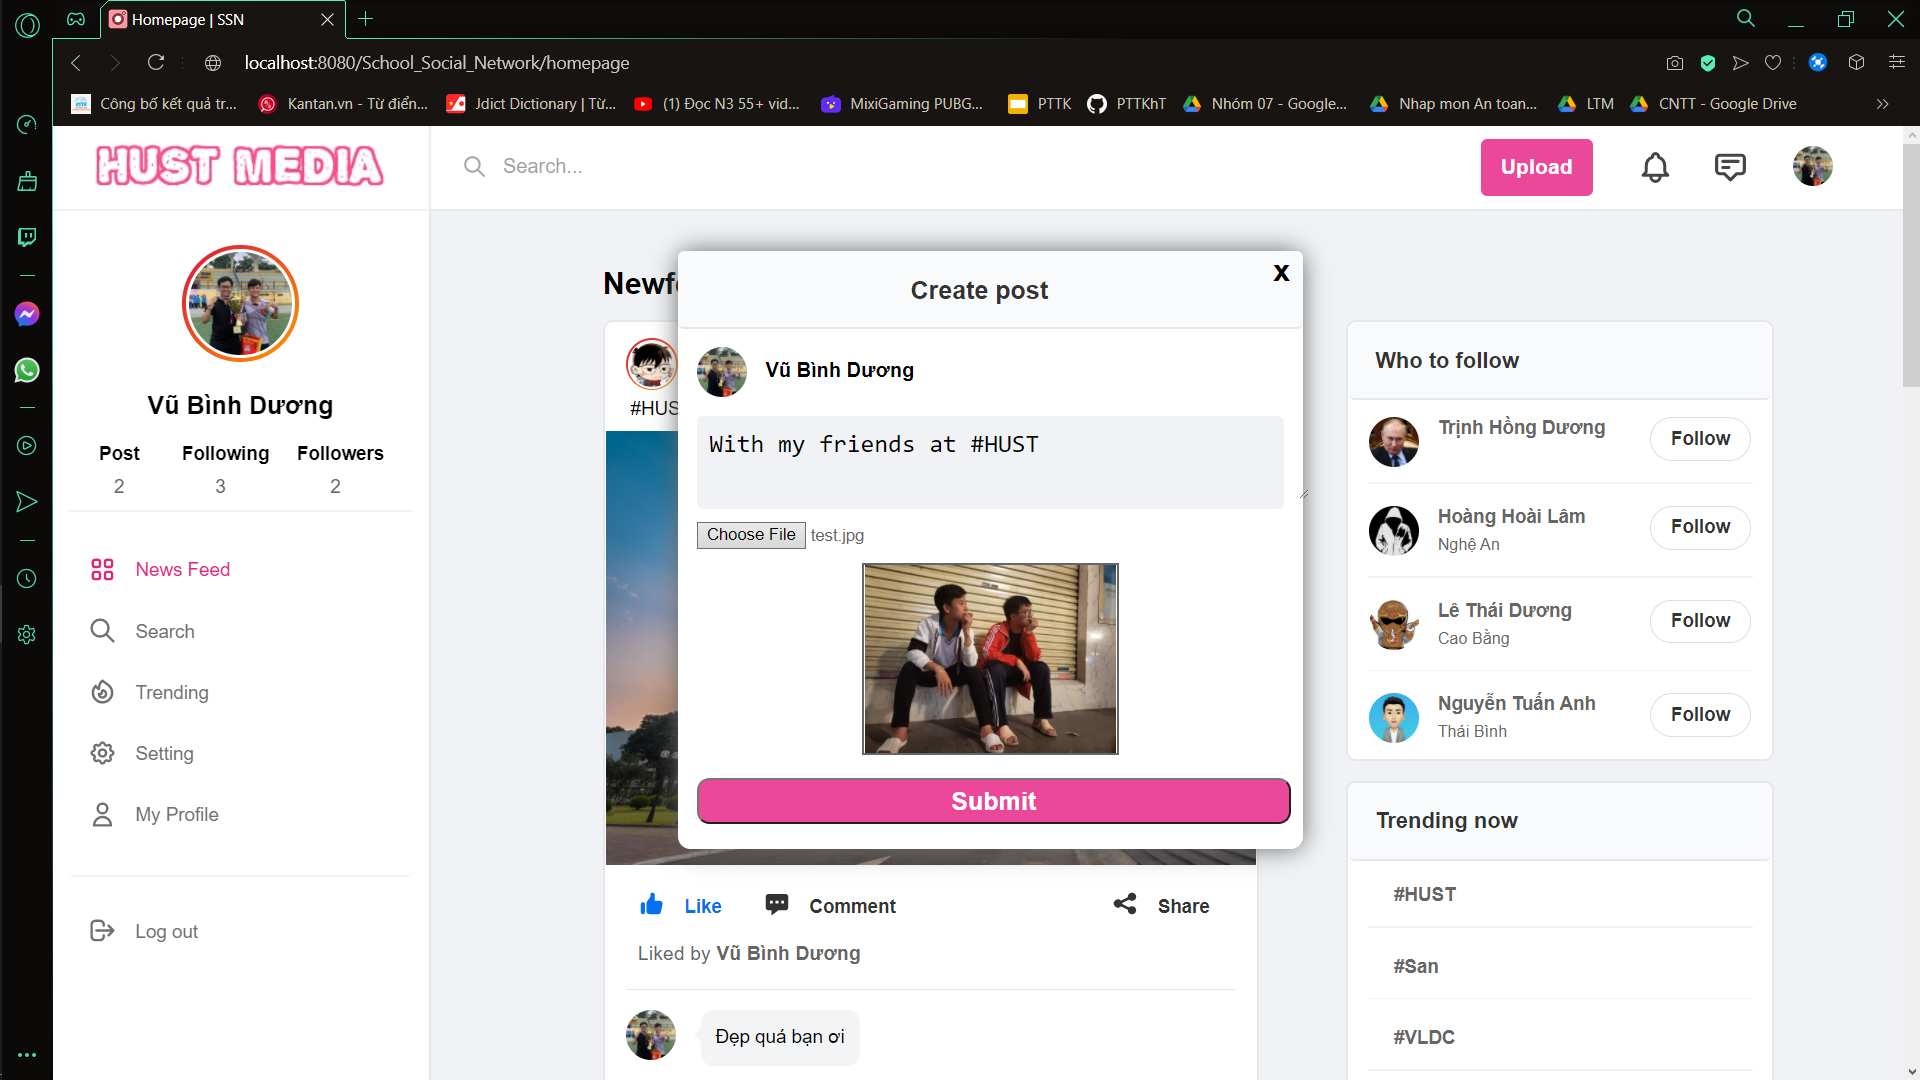 Homepage | SSN
localhost:8080/School_Social_Network/homepage
Công bố kết quả tr...
Kantan.vn - Từ điển...
Jdict Dictionary | Từ...
(1) Đọc N3 55+ vid...
MixiGaming PUBG...
PTTK
PTTKhT
Nhóm 07 - Google...
Nhap mon An toan...
LTM
CNTT - Google Drive
HUST MEDIA
Search...
Upload
Vũ Bình Dương
Post
Following
Followers
2
3
2
News Feed
Search
Trending
Setting
My Profile
Log out
Newf
#HUS
Create post
X
Vũ Bình Dương
With my friends at #HUST
Choose File test.jpg
Submit
Like
Comment
Share
Liked by Vũ Bình Dương
Đẹp quá bạn ơi
Who to follow
Trịnh Hồng Dương
Follow
Hoàng Hoài Lâm
Nghệ An
Follow
Lê Thái Dương
Cao Bằng
Follow
Nguyễn Tuấn Anh
Thái Bình
Follow
Trending now
#HUST
#San
#VLDC